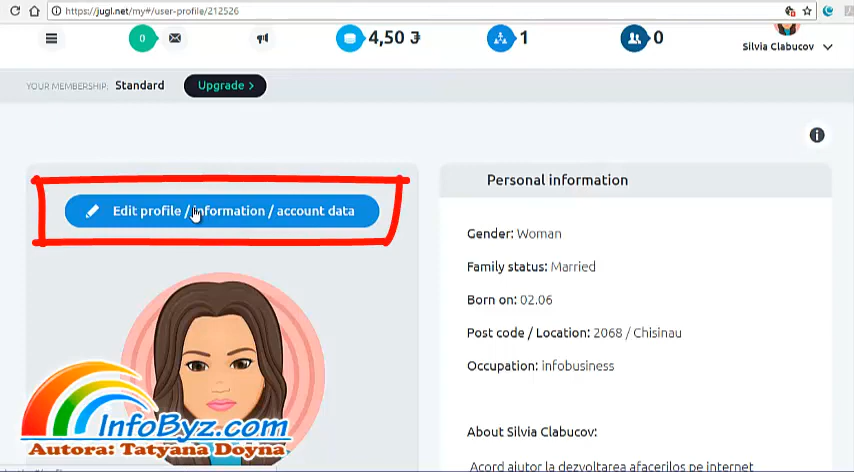 https://jugl.net/my#/user-profile/212526
0
4,50
1
0
Silvia Clabucov
YOUR MEMBERSHIP: Standard
Upgrade >
Edit profile / information / account data
Personal information
Gender: Woman
Family status: Married
Born on: 02.06
Post code / Location: 2068 / Chisinau
Occupation: infobusiness
About Silvia Clabucov:
Acord ajutor la dezvoltarea afacerilos pe internet
InfoByz.com
Autora: Tatyana Doyna